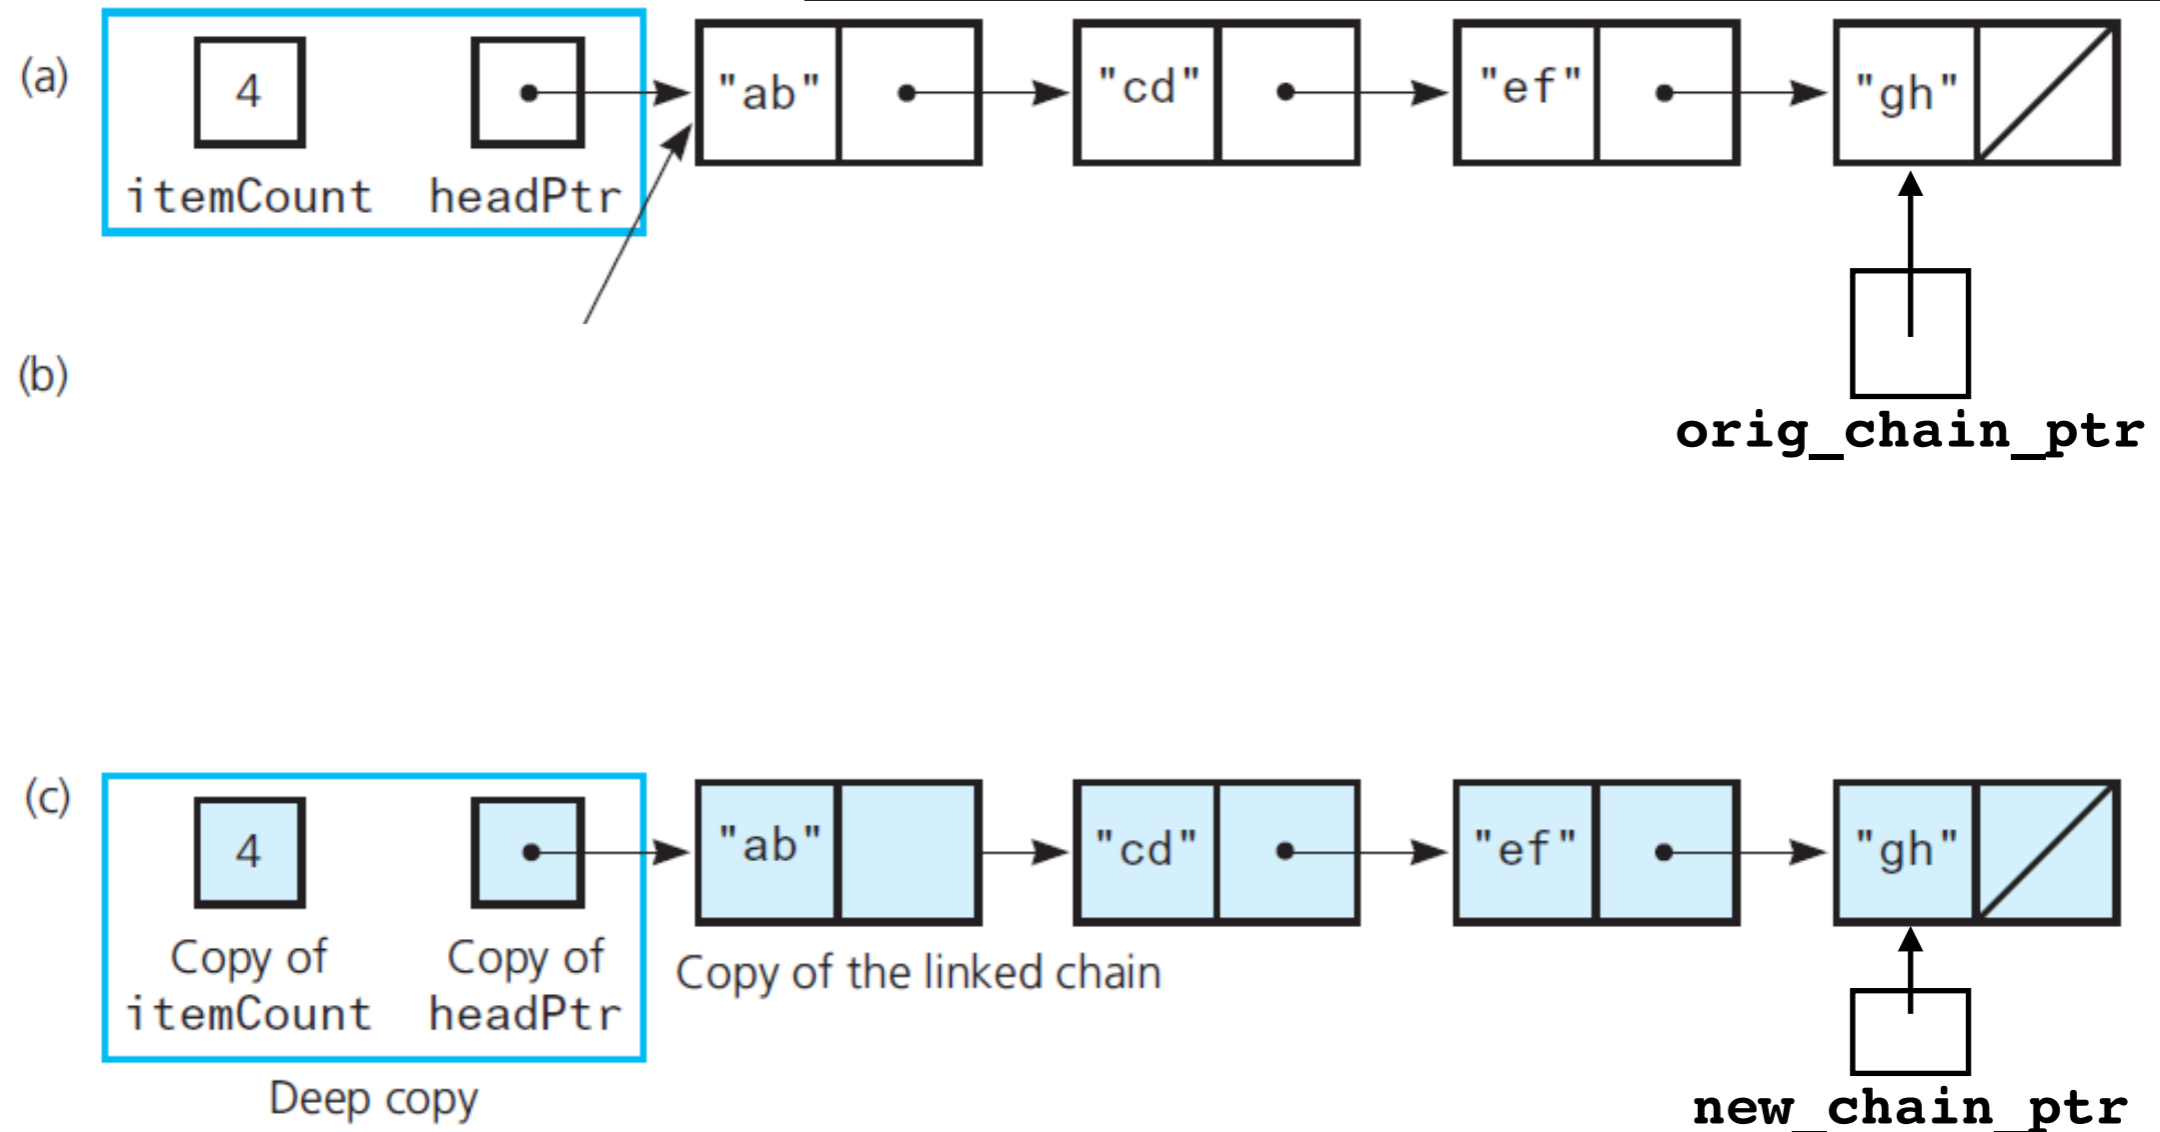 (a)
4
"ab" "cd" "ef" "gh"
itemCount headPtr
(b)
orig_chain_ptr
(c)
4
"ab" "cd" "ef" "gh"
Copy of Copy of
itemCount headPtr
Copy of the linked chain
Deep copy
new_chain_ptr